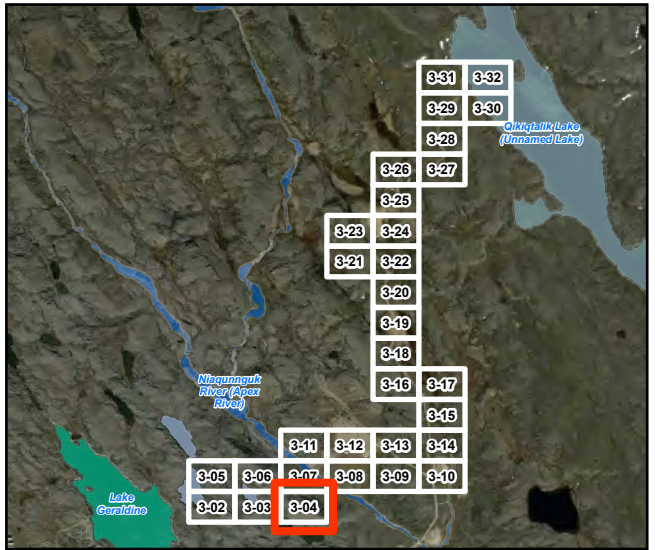 3-31 3-32
3-29 3-30
Qikiqtalik Lake
(Unnamed Lake)
3-28
3-26 3-27
3-25
3-23 3-24
3-21 3-22
3-20
3-19
3-18
3-16 3-17
Niaqunnguk
River (Apex
River)
3-15
3-11 3-12 3-13 3-14
3-05 3-06 3-07 3-08 3-09 3-10
Lake
Geraldine
3-02 3-03 3-04